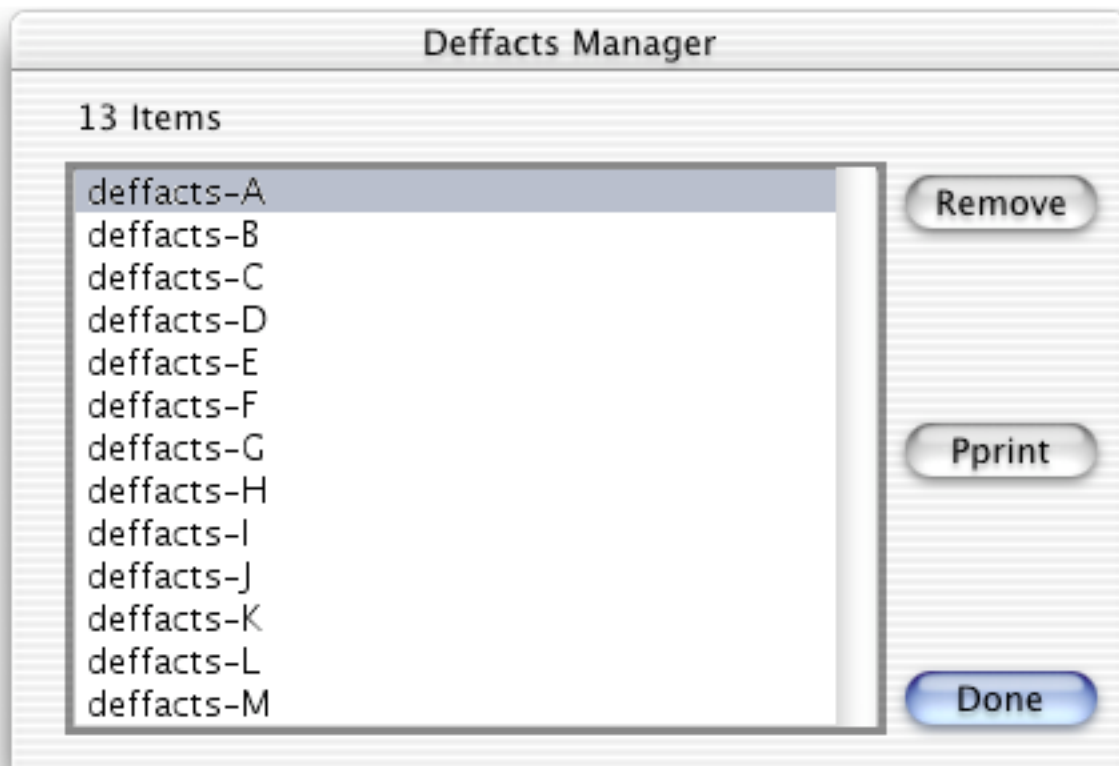 Deffacts Manager
13 Items
deffacts-A
deffacts-B
deffacts-C
deffacts-D
deffacts-E
deffacts-F
deffacts-G
deffacts-H
deffacts-I
deffacts-J
deffacts-K
deffacts-L
deffacts-M
Remove
Pprint
Done